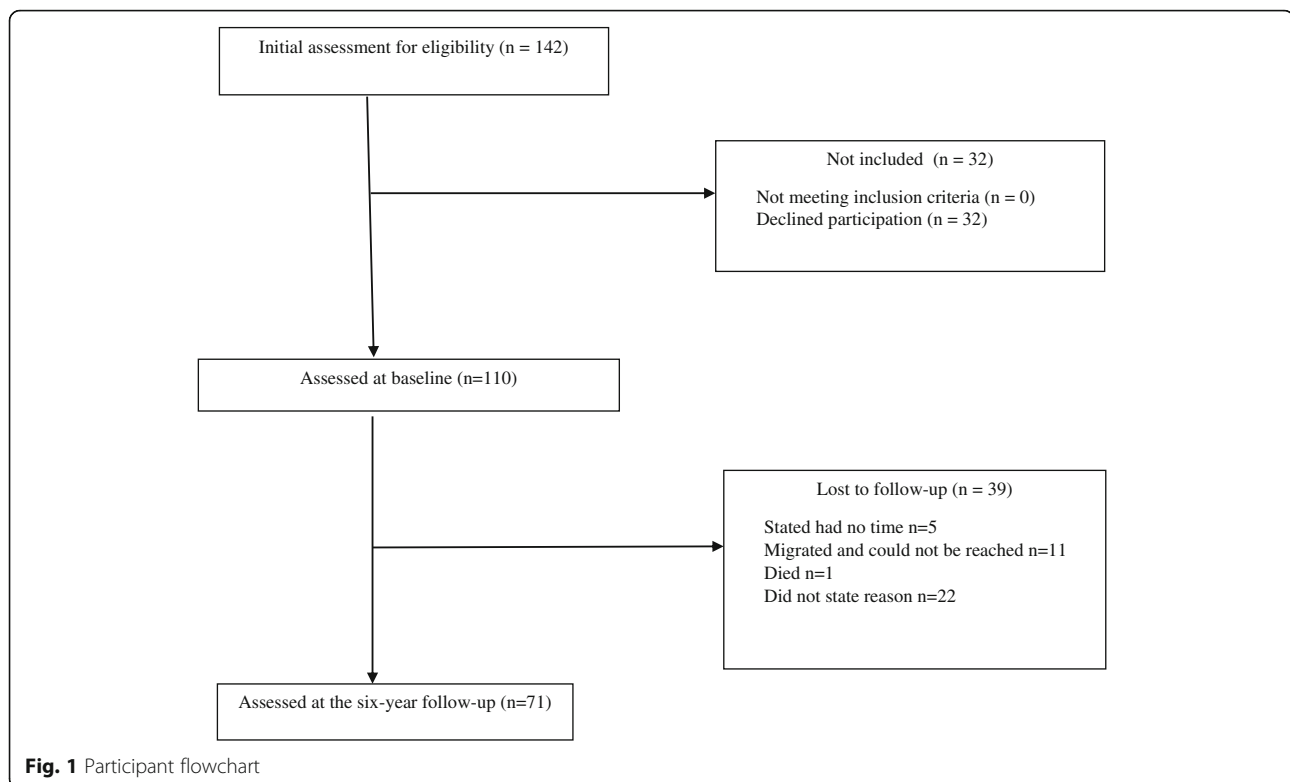 Initial assessment for eligibility (n = 142)
Not included (n = 32)
Not meeting inclusion criteria (n = 0)
Declined participation (n = 32)
Assessed at baseline (n=110)
Lost to follow-up (n = 39)
Stated had no time n=5
Migrated and could not be reached n=11
Died n=1
Did not state reason n=22
Assessed at the six-year follow-up (n=71)
Fig. 1 Participant flowchart